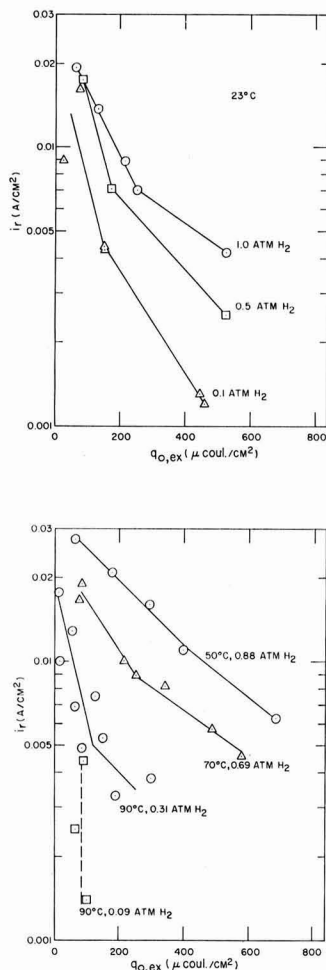 0.03
0.02
23°C
0.01
0.005
0.001
i_r (A/CM²)
1.0 ATM H₂
0.5 ATM H₂
0.1 ATM H₂
0 200 400 600 800
q_o,ex (μ coul./cm²)
0.03
0.02
0.01
0.005
0.001
i_r (A/CM²)
50°C, 0.88 ATM H₂
70°C, 0.69 ATM H₂
90°C, 0.31 ATM H₂
90°C, 0.09 ATM H₂
0 200 400 600 800
q_o,ex (μ coul./cm²)